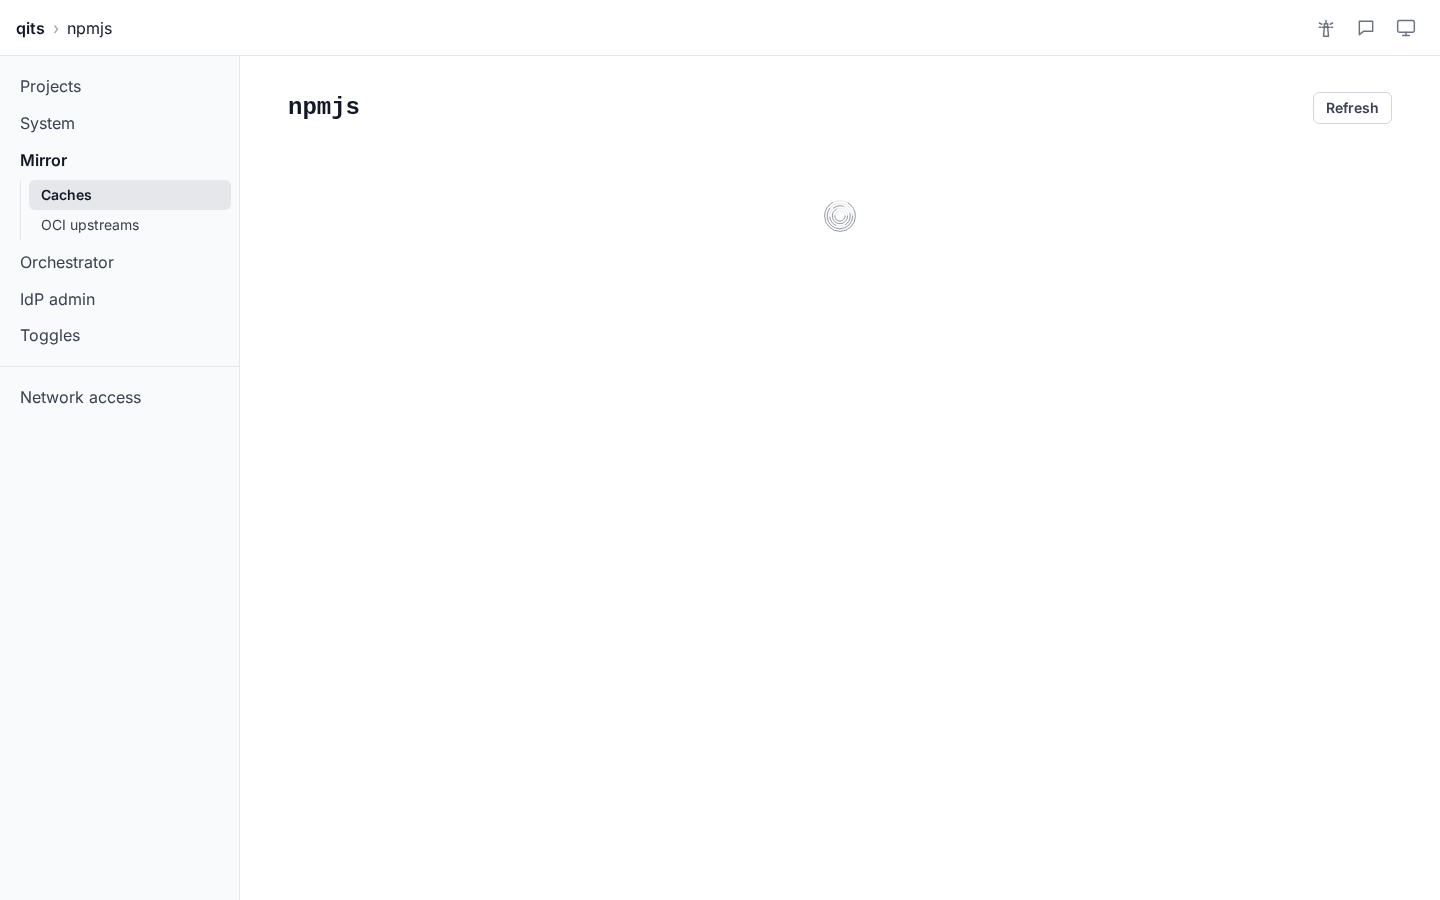 qits › npmjs
Projects
System
Mirror
Caches
OCI upstreams
Orchestrator
IdP admin
Toggles
Network access
npmjs
Refresh